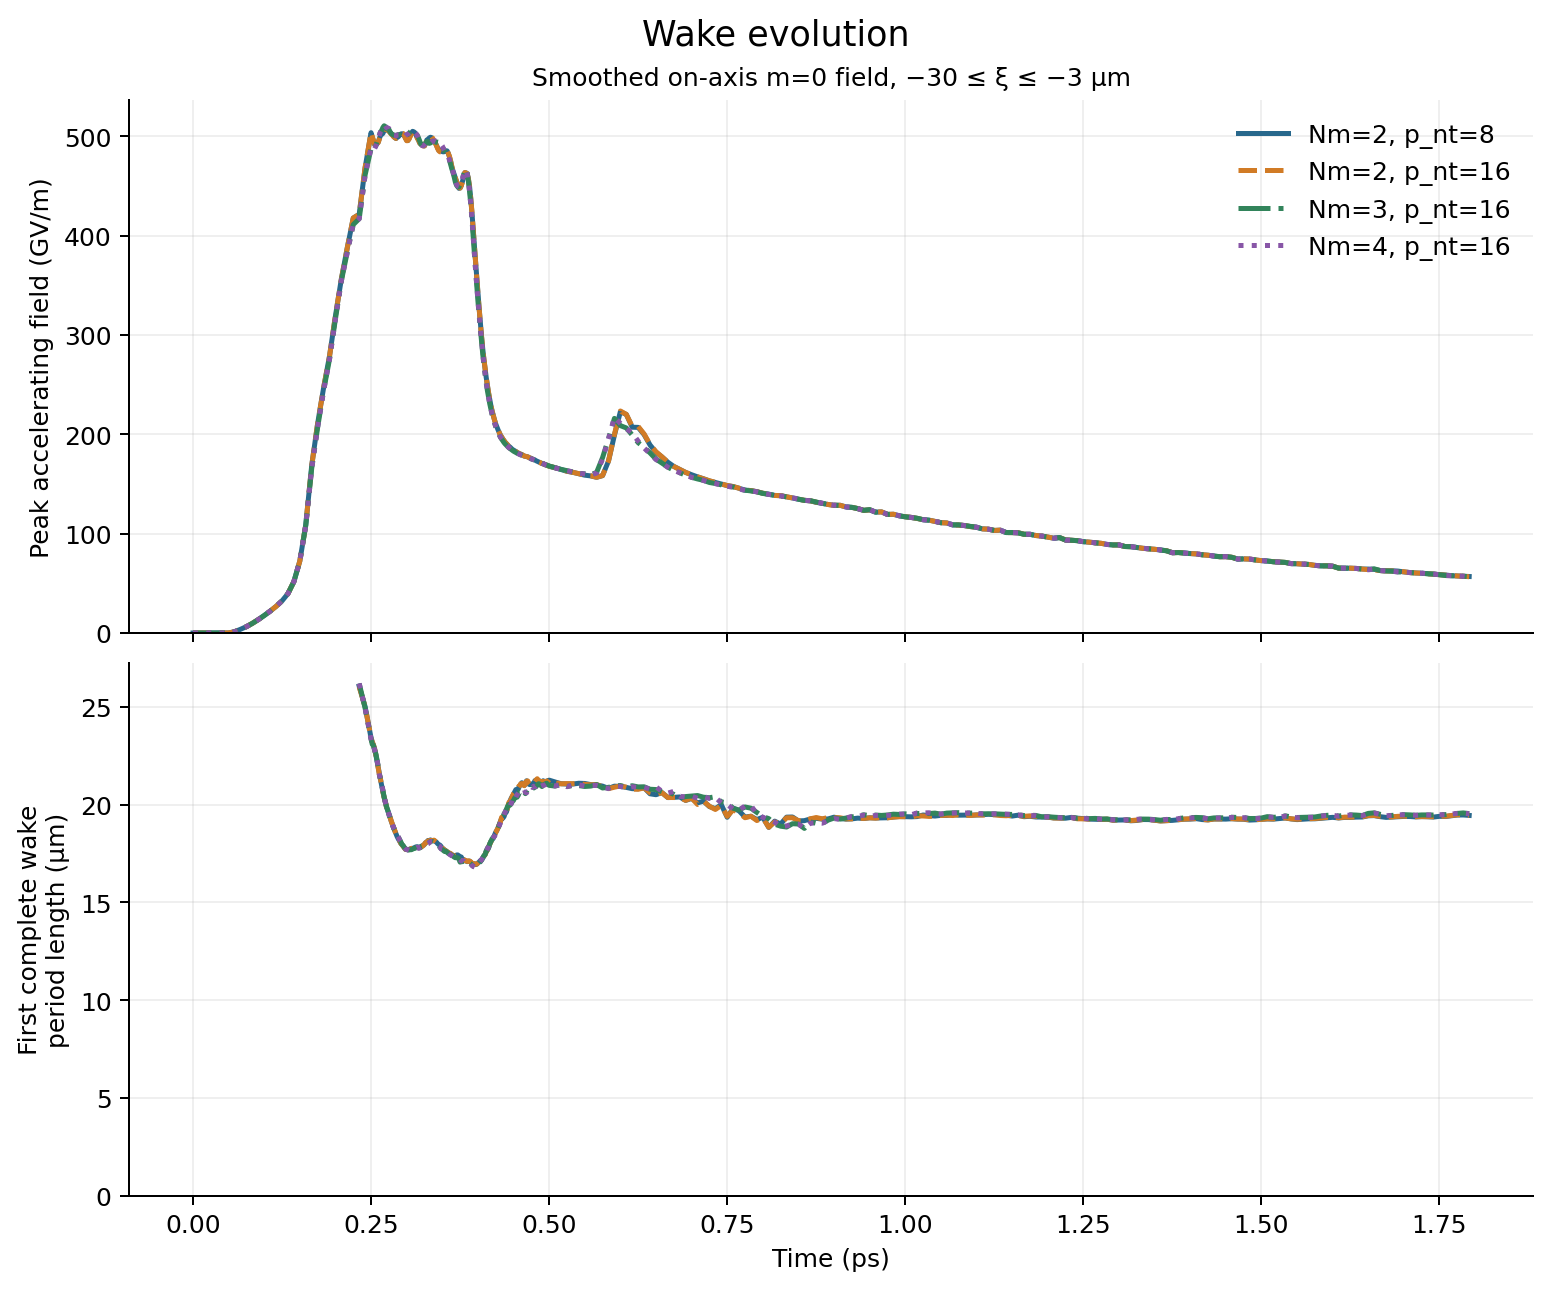 Wake evolution
Smoothed on-axis m=0 field, −30 ≤ ξ ≤ −3 µm
Peak accelerating field (GV/m)
500
400
300
200
100
0
Nm=2, p_nt=8
Nm=2, p_nt=16
Nm=3, p_nt=16
Nm=4, p_nt=16
First complete wake
period length (µm)
25
20
15
10
5
0
0.00 0.25 0.50 0.75 1.00 1.25 1.50 1.75
Time (ps)